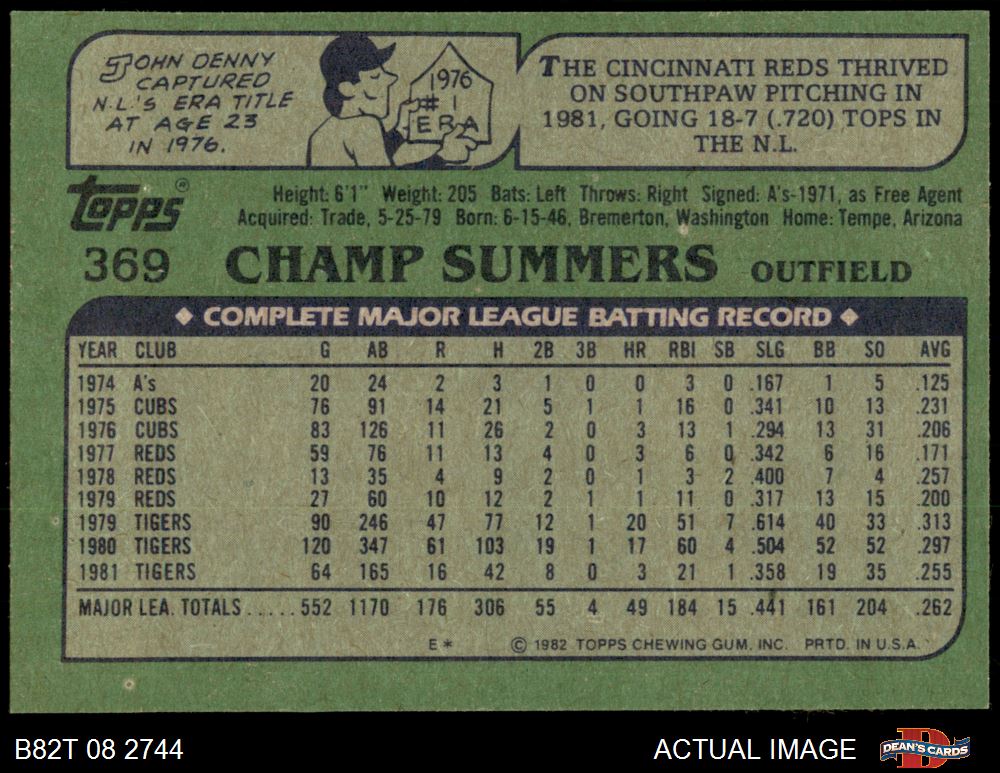 JOHN DENNY
CAPTURED
N.L.'S ERA TITLE
AT AGE 23
IN 1976.
1976
#1
ERA
THE CINCINNATI REDS THRIVED
ON SOUTHPAW PITCHING IN
1981, GOING 18-7 (.720) TOPS IN
THE N.L.
Topps®
Height: 6'1" Weight: 205 Bats: Left Throws: Right Signed: A's-1971, as Free Agent
Acquired: Trade, 5-25-79 Born: 6-15-46, Bremerton, Washington Home: Tempe, Arizona
369 CHAMP SUMMERS OUTFIELD
◆ COMPLETE MAJOR LEAGUE BATTING RECORD ◆
YEAR CLUB G AB R H 2B 3B HR RBI SB SLG BB SO AVG
1974 A's 20 24 2 3 1 0 0 3 0 .167 1 5 .125
1975 CUBS 76 91 14 21 5 1 1 16 0 .341 10 13 .231
1976 CUBS 83 126 11 26 2 0 3 13 1 .294 13 31 .206
1977 REDS 59 76 11 13 4 0 3 6 0 .342 6 16 .171
1978 REDS 13 35 4 9 2 0 1 3 2 .400 7 4 .257
1979 REDS 27 60 10 12 2 1 1 11 0 .317 13 15 .200
1979 TIGERS 90 246 47 77 12 1 20 51 7 .614 40 33 .313
1980 TIGERS 120 347 61 103 19 1 17 60 4 .504 52 52 .297
1981 TIGERS 64 165 16 42 8 0 3 21 1 .358 19 35 .255
MAJOR LEA. TOTALS.....552 1170 176 306 55 4 49 184 15 .441 161 204 .262
E* © 1982 TOPPS CHEWING GUM, INC. PRTD. IN U.S.A.
B82T 08 2744 ACTUAL IMAGE DEAN'S CARDS